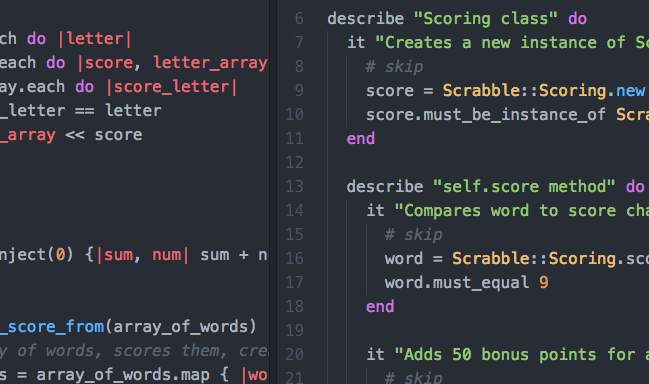 ch do |letter|
each do |score, letter_array
ay.each do |score_letter|
_letter == letter
_array << score
nject(0) {|sum, num| sum + n
_score_from(array_of_words)
y of words, scores them, crea
s = array_of_words.map { |wo
6 describe "Scoring class" do
7 it "Creates a new instance of Sc
8 # skip
9 score = Scrabble::Scoring.new
10 score.must_be_instance_of Scra
11 end
12
13 describe "self.score method" do
14 it "Compares word to score cha
15 # skip
16 word = Scrabble::Scoring.sco
17 word.must_equal 9
18 end
19
20 it "Adds 50 bonus points for a
21 # skip